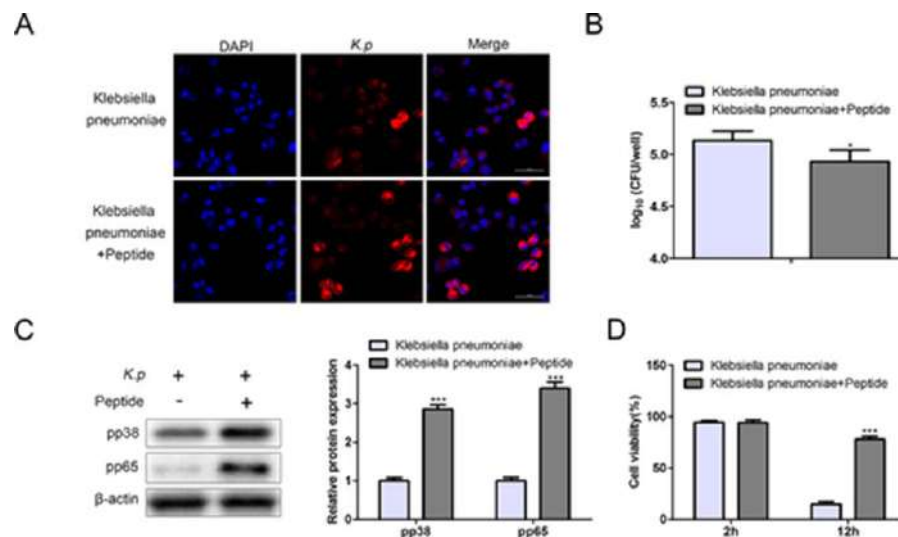 A
DAPI
K.p
Merge
Klebsiella
pneumoniae
Klebsiella
pneumoniae
+Peptide
B
Klebsiella pneumoniae
Klebsiella pneumoniae+Peptide
log10 (CFU/well)
5.5
5.0
4.5
4.0
*
C
K.p + +
Peptide - +
pp38
pp65
β-actin
Klebsiella pneumoniae
Klebsiella pneumoniae+Peptide
Relative protein expression
4
3
2
1
0
***
***
pp38 pp65
D
Klebsiella pneumoniae
Klebsiella pneumoniae+Peptide
Cell viability(%)
150
100
50
0
***
2h 12h